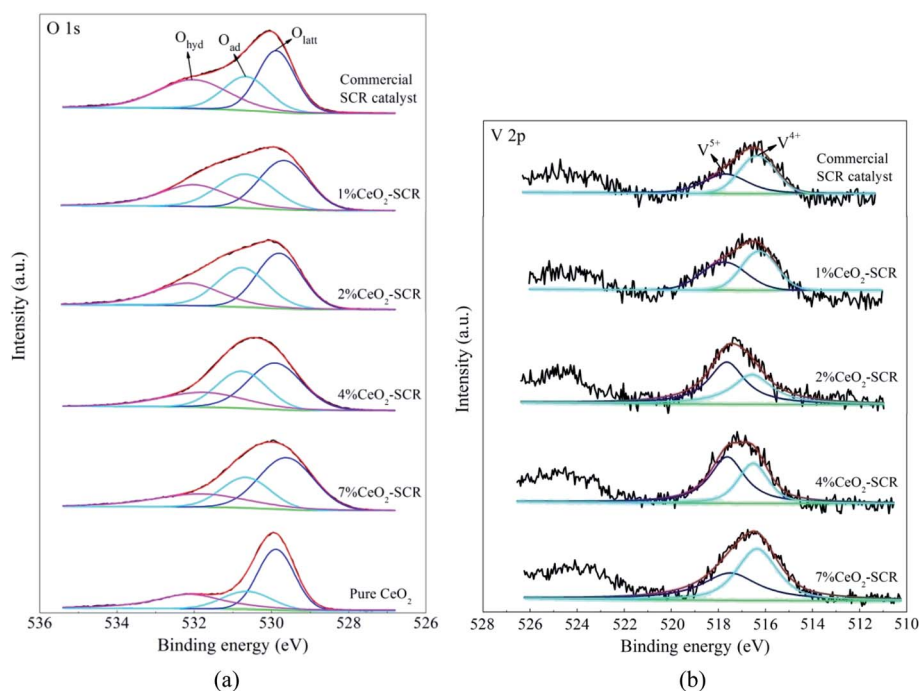 O 1s
O_hyd O_ad O_latt
Commercial
SCR catalyst
1%CeO₂-SCR
2%CeO₂-SCR
4%CeO₂-SCR
7%CeO₂-SCR
Pure CeO₂
Intensity (a.u.)
536 534 532 530 528 526
Binding energy (eV)
(a)
V 2p
V⁵⁺ V⁴⁺
Commercial
SCR catalyst
1%CeO₂-SCR
2%CeO₂-SCR
4%CeO₂-SCR
7%CeO₂-SCR
Intensity (a.u.)
528 526 524 522 520 518 516 514 512 510
Binding energy (eV)
(b)